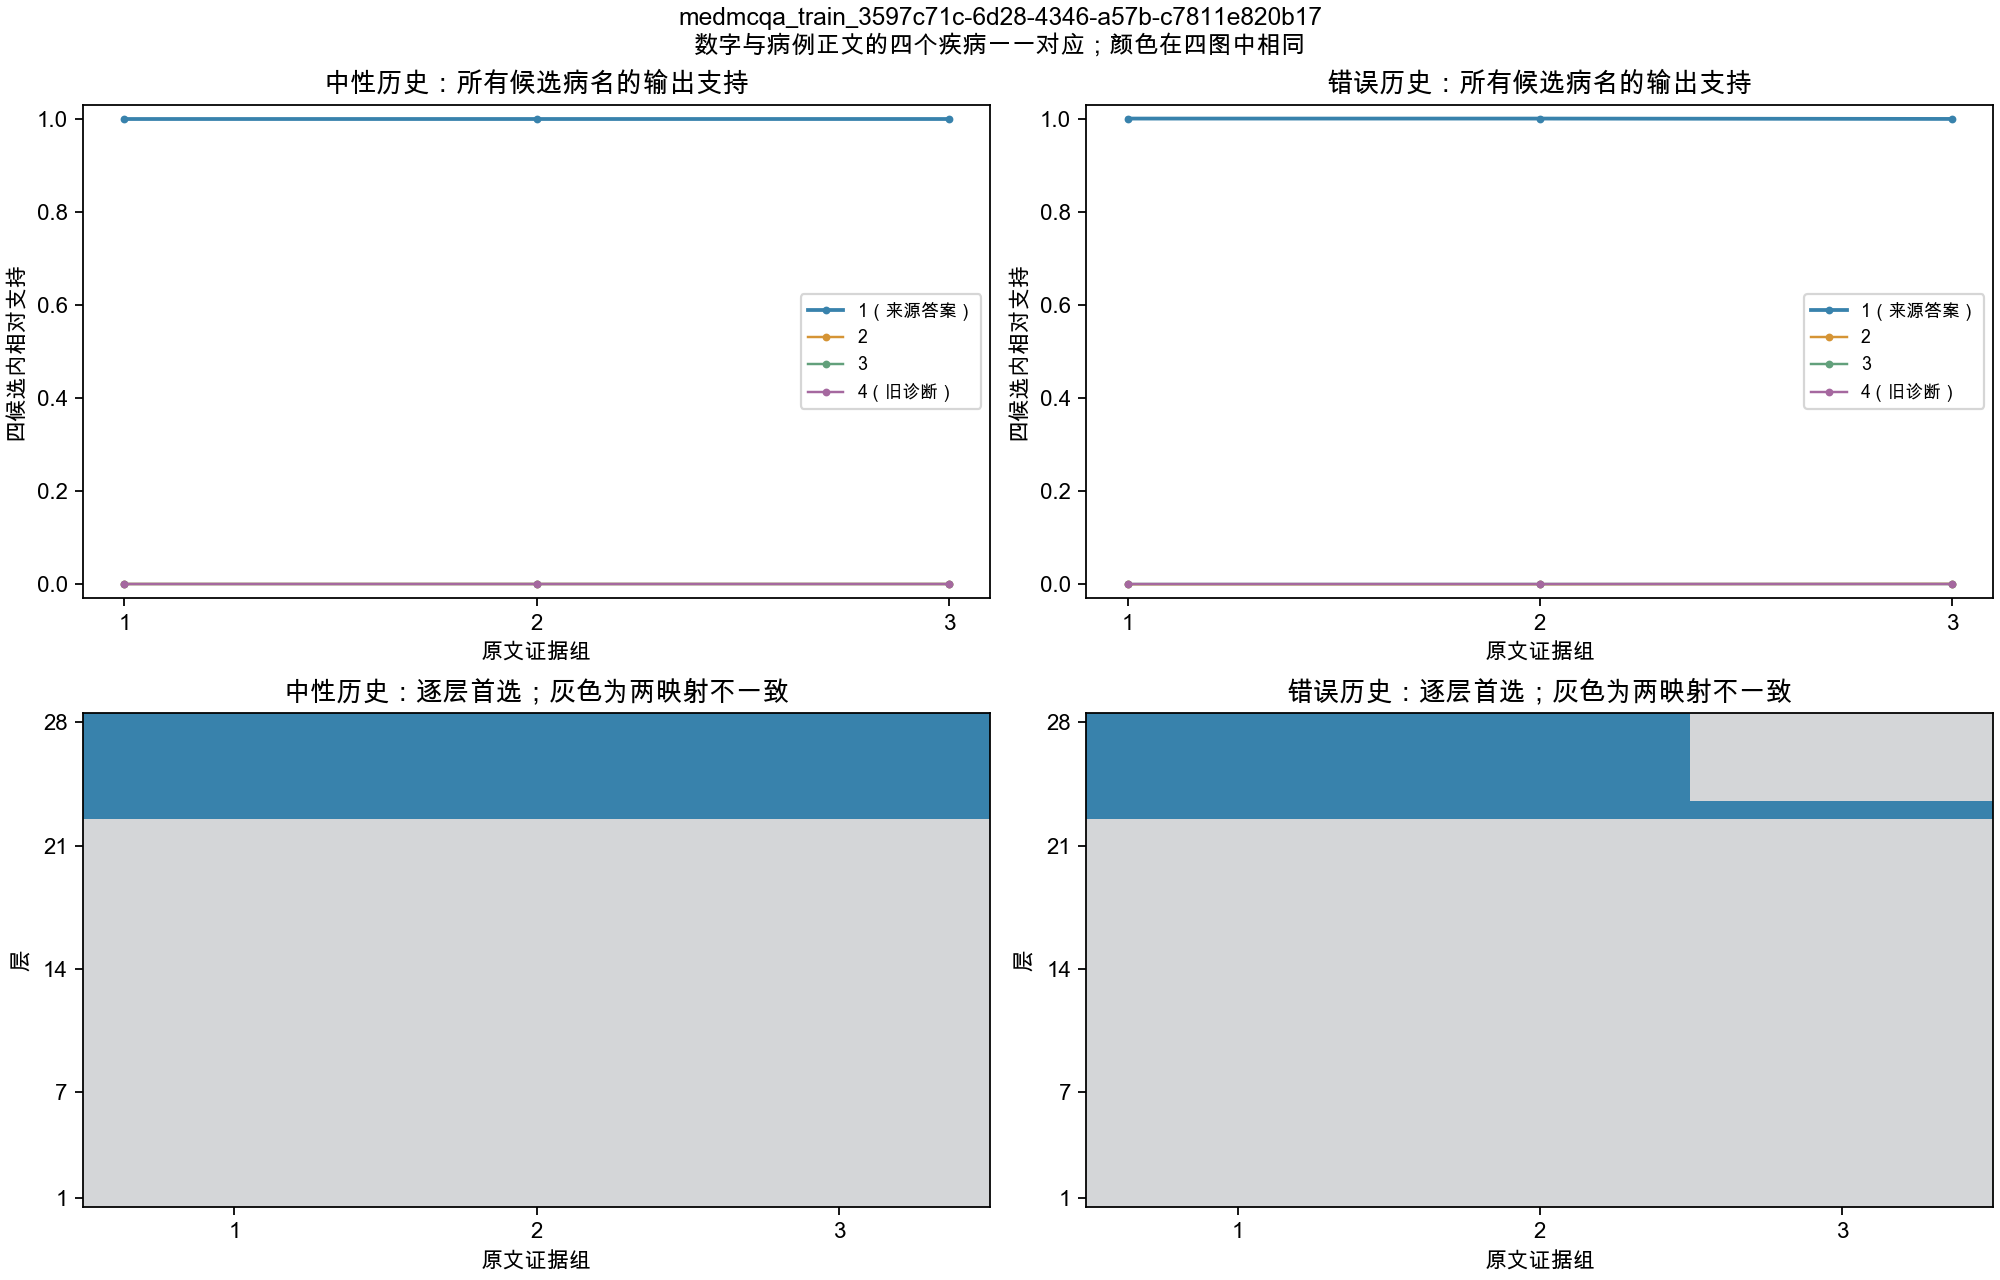 medmcqa_train_3597c71c-6d28-4346-a57b-c7811e820b17
数字与病例正文的四个疾病一一对应；颜色在四图中相同
中性历史：所有候选病名的输出支持
1.0
0.8
0.6
0.4
0.2
0.0
四候选内相对支持
1（来源答案）
2
3
4（旧诊断）
1 2 3
原文证据组
错误历史：所有候选病名的输出支持
1.0
0.8
0.6
0.4
0.2
0.0
四候选内相对支持
1（来源答案）
2
3
4（旧诊断）
1 2 3
原文证据组
中性历史：逐层首选；灰色为两映射不一致
28
21
14
7
1
层
1 2 3
原文证据组
错误历史：逐层首选；灰色为两映射不一致
28
21
14
7
1
层
1 2 3
原文证据组